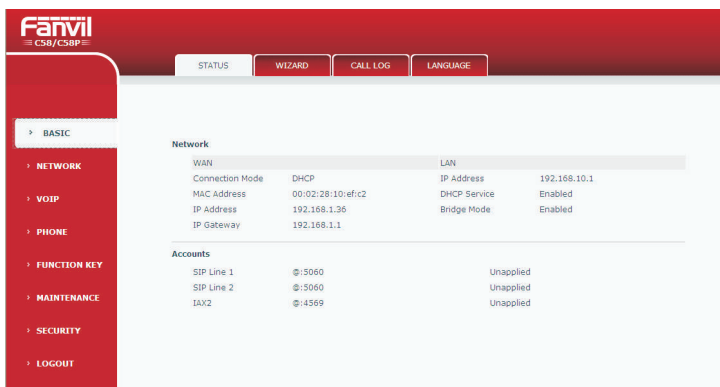 Fanvil
C58/C58P
STATUS WIZARD CALL LOG LANGUAGE
› BASIC
› NETWORK
› VOIP
› PHONE
› FUNCTION KEY
› MAINTENANCE
› SECURITY
› LOGOUT
Network
WAN LAN
Connection Mode DHCP IP Address 192.168.10.1
MAC Address 00:02:28:10:ef:c2 DHCP Service Enabled
IP Address 192.168.1.36 Bridge Mode Enabled
IP Gateway 192.168.1.1
Accounts
SIP Line 1 @:5060 Unapplied
SIP Line 2 @:5060 Unapplied
IAX2 @:4569 Unapplied